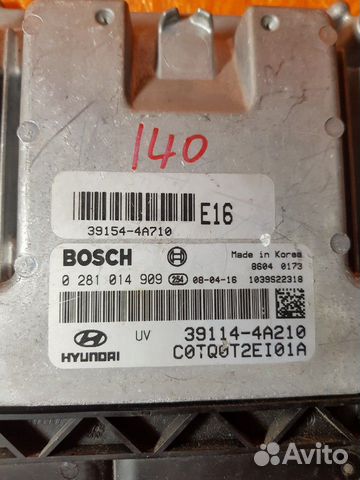 140
E16
39154-4A710
BOSCH
Made in Korea
8604 0173
0 281 014 909 254 08-04-16 1039S22318
UV 39114-4A210
HYUNDAI C0TQ0T2EI01A
Avito